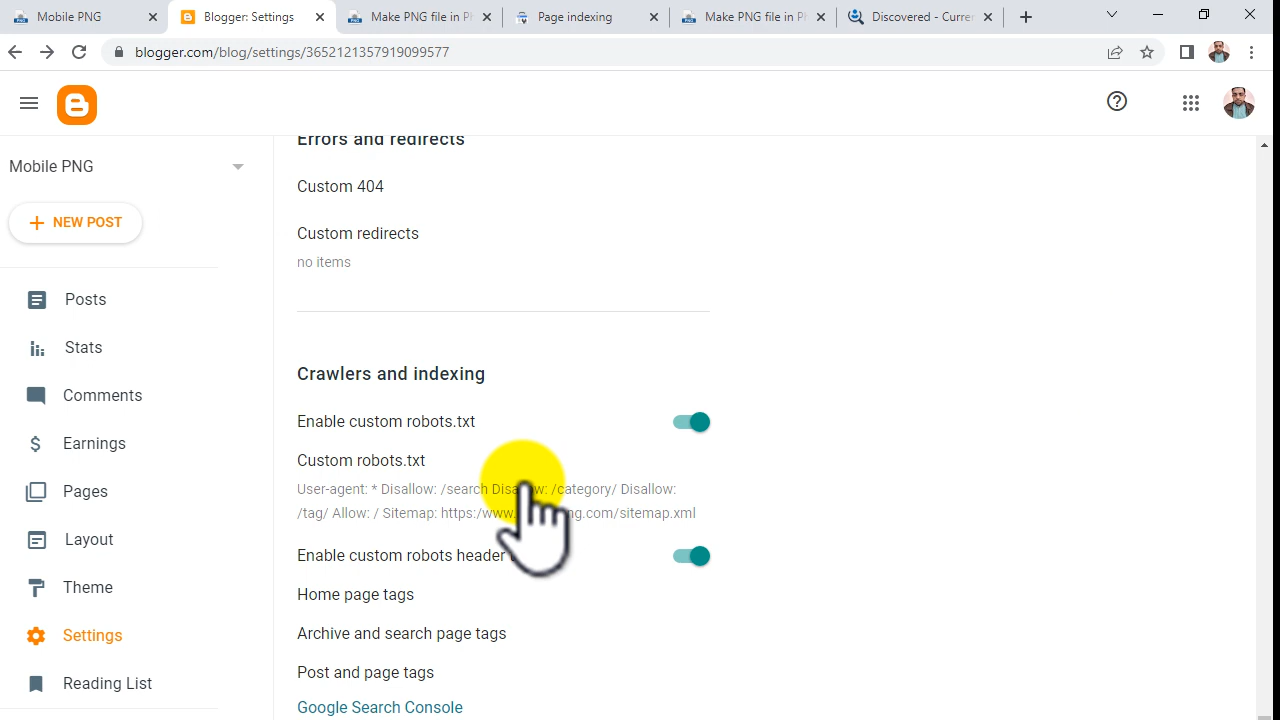 Mobile PNG
Blogger: Settings
Make PNG file in P
Page indexing
Make PNG file in P
Discovered - Curre
blogger.com/blog/settings/3652121357919099577
Mobile PNG
NEW POST
Posts
Stats
Comments
Earnings
Pages
Layout
Theme
Settings
Reading List
Errors and redirects
Custom 404
Custom redirects
no items
Crawlers and indexing
Enable custom robots.txt
Custom robots.txt
User-agent: * Disallow: /search Disallow: /category/ Disallow:
/tag/ Allow: / Sitemap: https:/www. ng.com/sitemap.xml
Enable custom robots header
Home page tags
Archive and search page tags
Post and page tags
Google Search Console